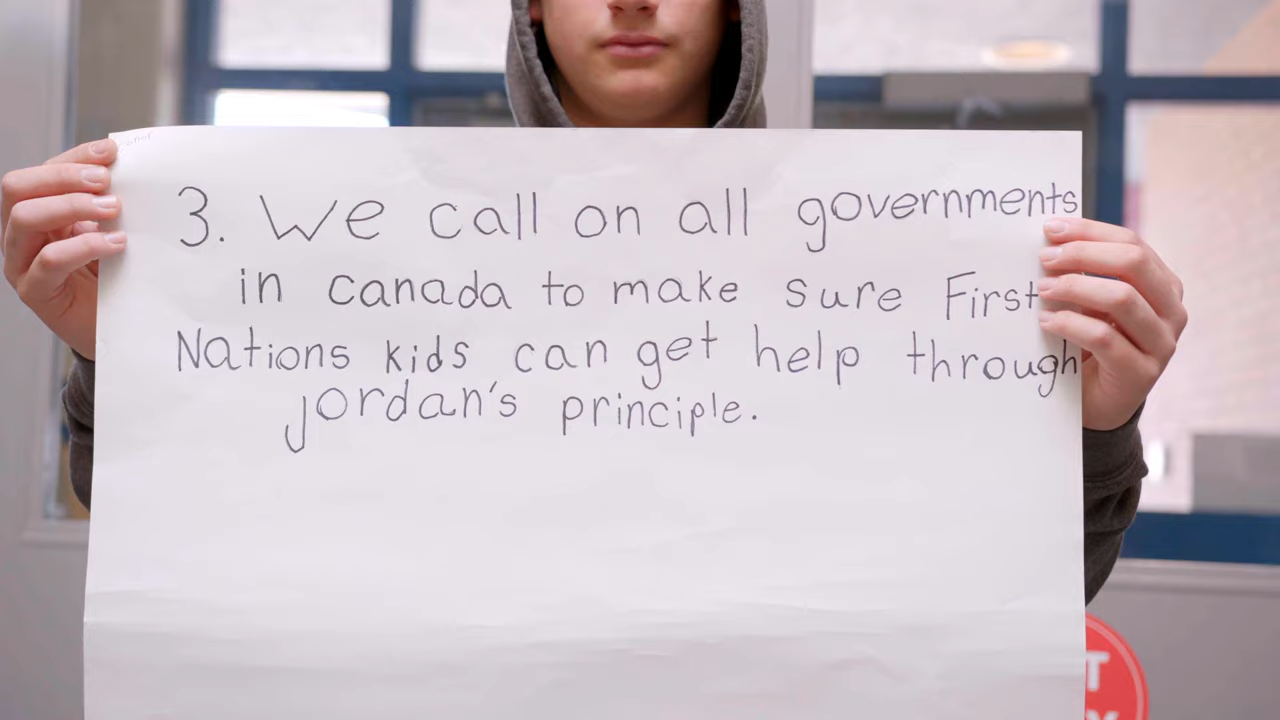 3. We call on all governments
in canada to make sure First
Nations kids can get help through
jordan's principle.